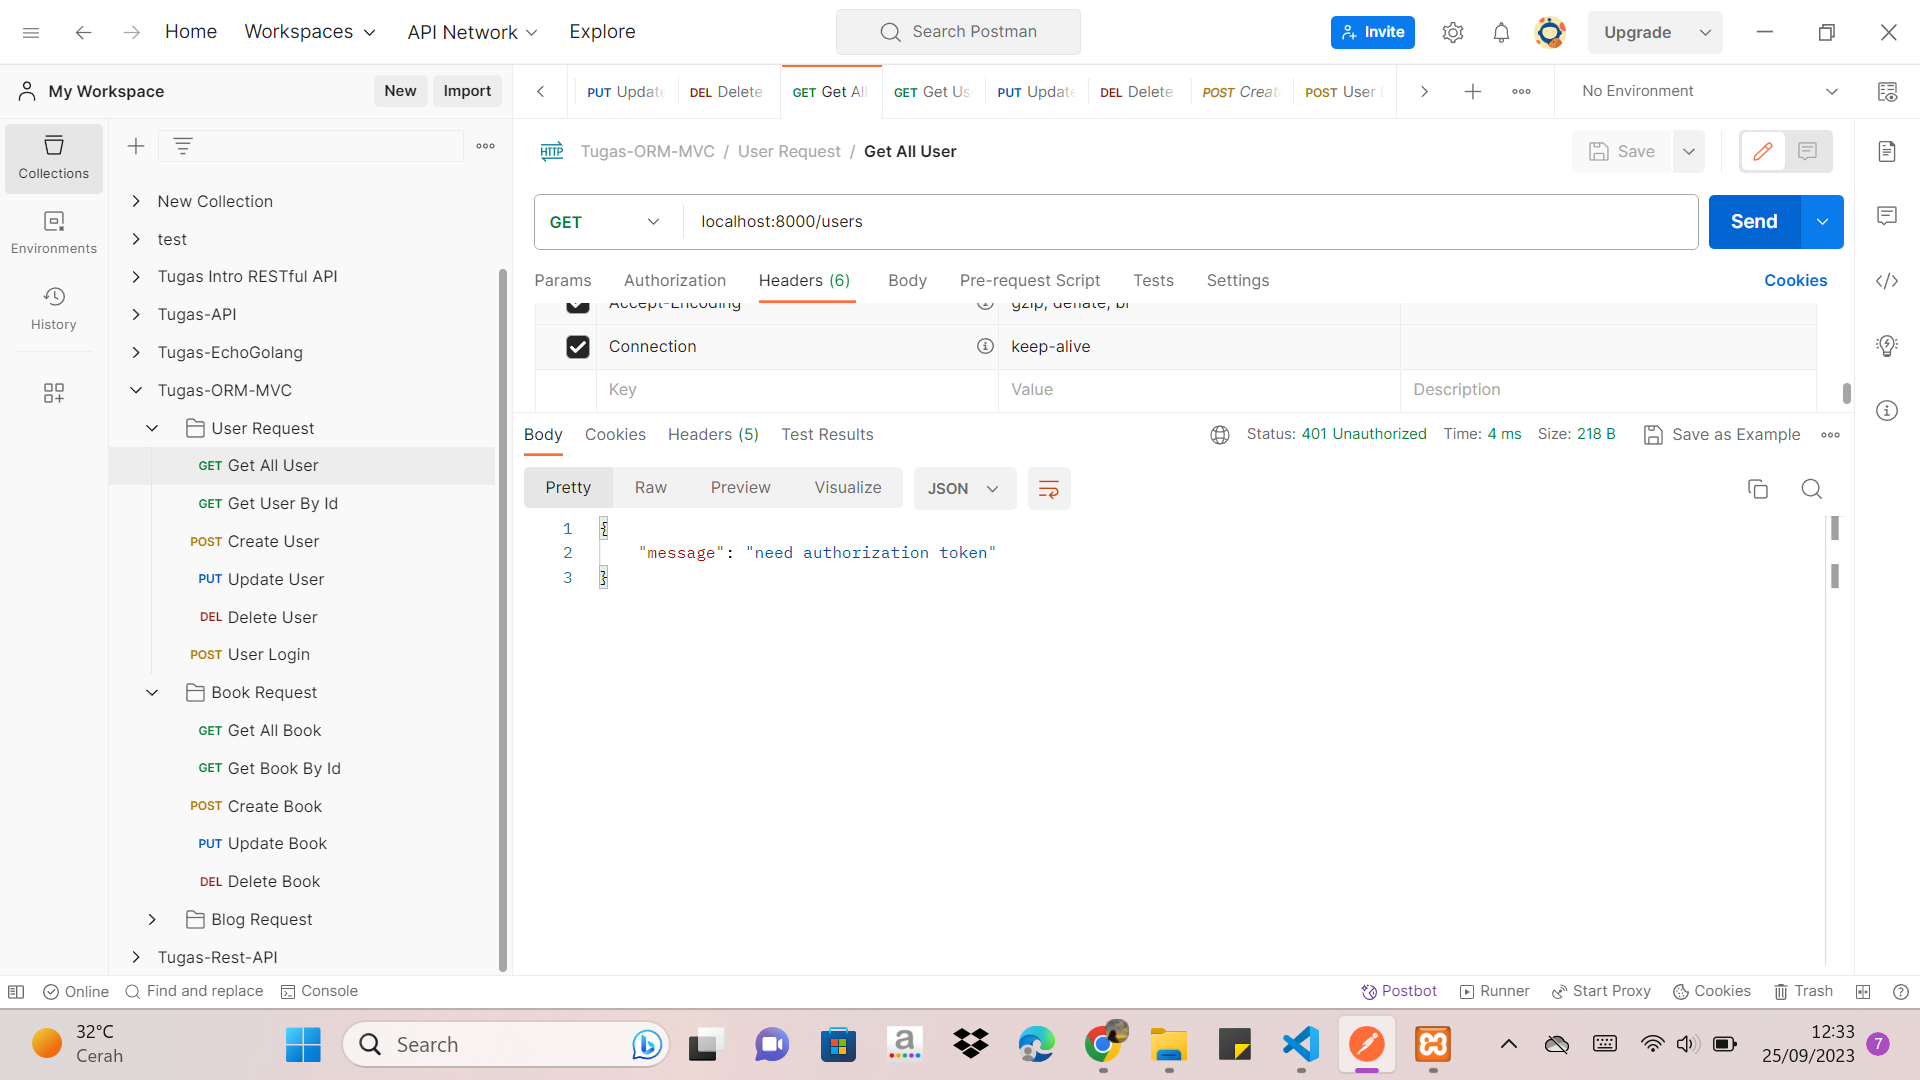 Home Workspaces API Network Explore Search Postman Invite Upgrade
My Workspace New Import
PUT Update DEL Delete GET Get All GET Get Us PUT Update DEL Delete POST Creat POST User No Environment
Collections
Environments
History
New Collection
test
Tugas Intro RESTful API
Tugas-API
Tugas-EchoGolang
Tugas-ORM-MVC
User Request
GET Get All User
GET Get User By Id
POST Create User
PUT Update User
DEL Delete User
POST User Login
Book Request
GET Get All Book
GET Get Book By Id
POST Create Book
PUT Update Book
DEL Delete Book
Blog Request
Tugas-Rest-API
HTTP Tugas-ORM-MVC / User Request / Get All User Save
GET localhost:8000/users Send
Params Authorization Headers (6) Body Pre-request Script Tests Settings Cookies
Accept-Encoding gzip, deflate, br
Connection keep-alive
Key Value Description
Body Cookies Headers (5) Test Results Status: 401 Unauthorized Time: 4 ms Size: 218 B Save as Example
Pretty Raw Preview Visualize JSON
1 {
2 "message": "need authorization token"
3 }
Online Find and replace Console Postbot Runner Start Proxy Cookies Trash
32°C
Cerah
Search
a
12:33
25/09/2023
7